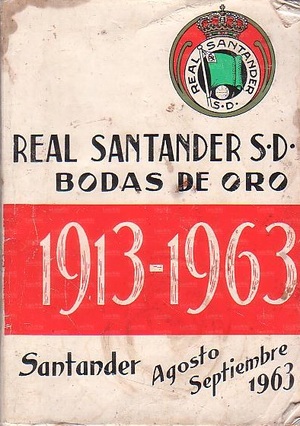 REAL SANTANDER
S.D.
REAL SANTANDER S.D.
BODAS DE ORO
1913-1963
Santander Agosto
Septiembre
1963